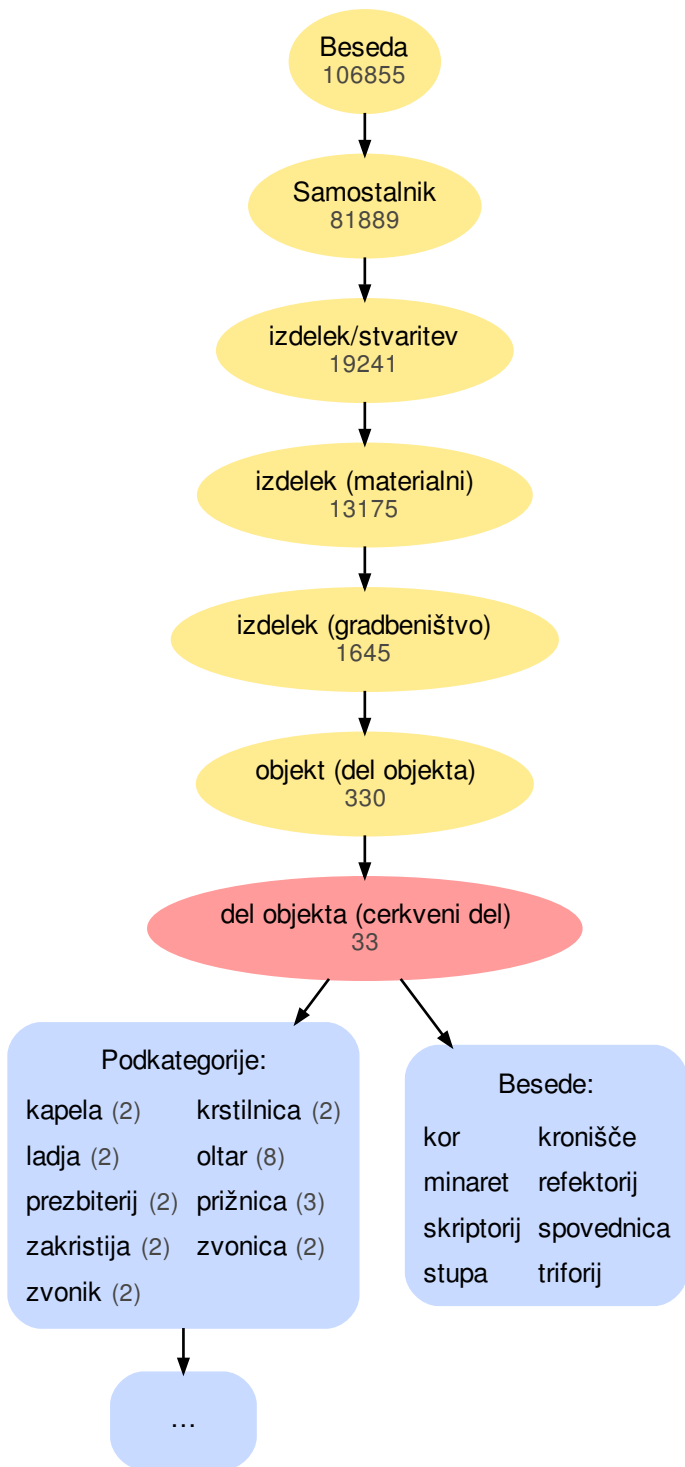 Beseda
106855
Samostalnik
81889
izdelek/stvaritev
19241
izdelek (materialni)
13175
izdelek (gradbeništvo)
1645
objekt (del objekta)
330
del objekta (cerkveni del)
33
Podkategorije:
kapela (2) krstilnica (2)
ladja (2) oltar (8)
prezbiterij (2) prižnica (3)
zakristija (2) zvonica (2)
zvonik (2)
Besede:
kor kronišče
minaret refektorij
skriptorij spovednica
stupa triforij
...